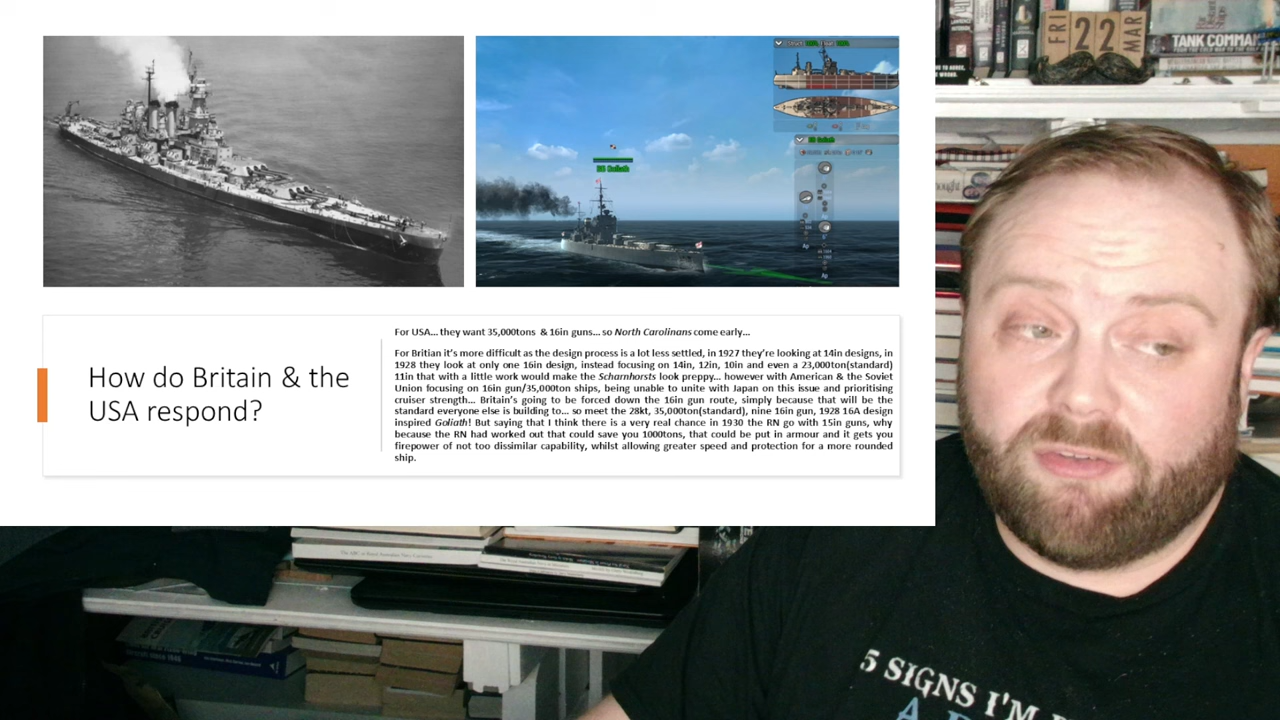 FRI 22 MAR
TANK COMMAN
BB Goliath
How do Britain & the
USA respond?
For USA... they want 35,000tons & 16in guns... so North Carolinans come early...
For Britian it's more difficult as the design process is a lot less settled, in 1927 they're looking at 14in designs, in
1928 they look at only one 16in design, instead focusing on 14in, 12in, 10in and even a 23,000ton(standard)
11in that with a little work would make the Scharnhorsts look preppy... however with American & the Soviet
Union focusing on 16in gun/35,000ton ships, being unable to unite with Japan on this issue and prioritising
cruiser strength... Britain's going to be forced down the 16in gun route, simply because that will be the
standard everyone else is building to... so meet the 28kt, 35,000ton(standard), nine 16in gun, 1928 16A design
inspired Goliath! But saying that I think there is a very real chance in 1930 the RN go with 15in guns, why
because the RN had worked out that could save you 1000tons, that could be put in armour and it gets you
firepower of not too dissimilar capability, whilst allowing greater speed and protection for a more rounded
ship.
5 SIGNS I'M